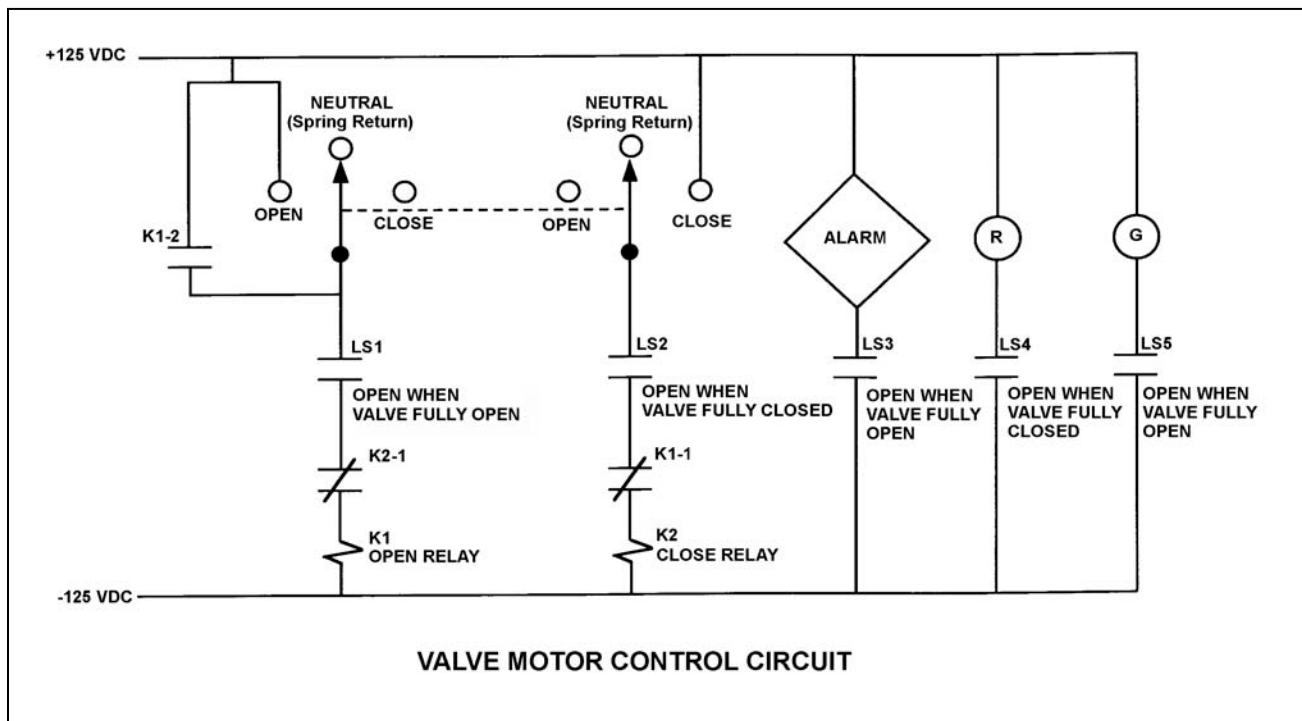 +125 VDC
NEUTRAL
(Spring Return)
NEUTRAL
(Spring Return)
OPEN
CLOSE
OPEN
CLOSE
K1-2
ALARM
R
G
LS1
OPEN WHEN
VALVE FULLY OPEN
LS2
OPEN WHEN
VALVE FULLY CLOSED
LS3
OPEN WHEN
VALVE FULLY
OPEN
LS4
OPEN WHEN
VALVE FULLY
CLOSED
LS5
OPEN WHEN
VALVE FULLY
OPEN
K2-1
K1-1
K1
OPEN RELAY
K2
CLOSE RELAY
-125 VDC
VALVE MOTOR CONTROL CIRCUIT